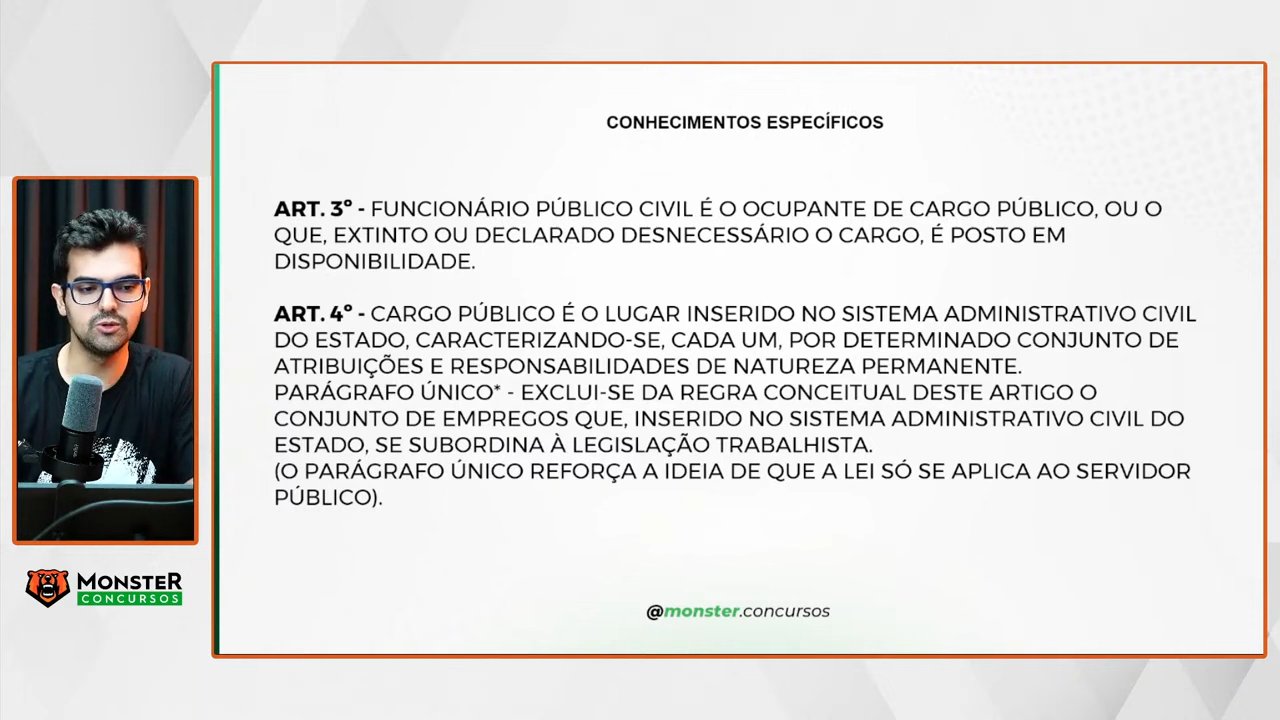 CONHECIMENTOS ESPECÍFICOS
ART. 3º - FUNCIONÁRIO PÚBLICO CIVIL É O OCUPANTE DE CARGO PÚBLICO, OU O
QUE, EXTINTO OU DECLARADO DESNECESSÁRIO O CARGO, É POSTO EM
DISPONIBILIDADE.
ART. 4º - CARGO PÚBLICO É O LUGAR INSERIDO NO SISTEMA ADMINISTRATIVO CIVIL
DO ESTADO, CARACTERIZANDO-SE, CADA UM, POR DETERMINADO CONJUNTO DE
ATRIBUIÇÕES E RESPONSABILIDADES DE NATUREZA PERMANENTE.
PARÁGRAFO ÚNICO* - EXCLUI-SE DA REGRA CONCEITUAL DESTE ARTIGO O
CONJUNTO DE EMPREGOS QUE, INSERIDO NO SISTEMA ADMINISTRATIVO CIVIL DO
ESTADO, SE SUBORDINA À LEGISLAÇÃO TRABALHISTA.
(O PARÁGRAFO ÚNICO REFORÇA A IDEIA DE QUE A LEI SÓ SE APLICA AO SERVIDOR
PÚBLICO).
@monster.concursos
MONSTER
CONCURSOS